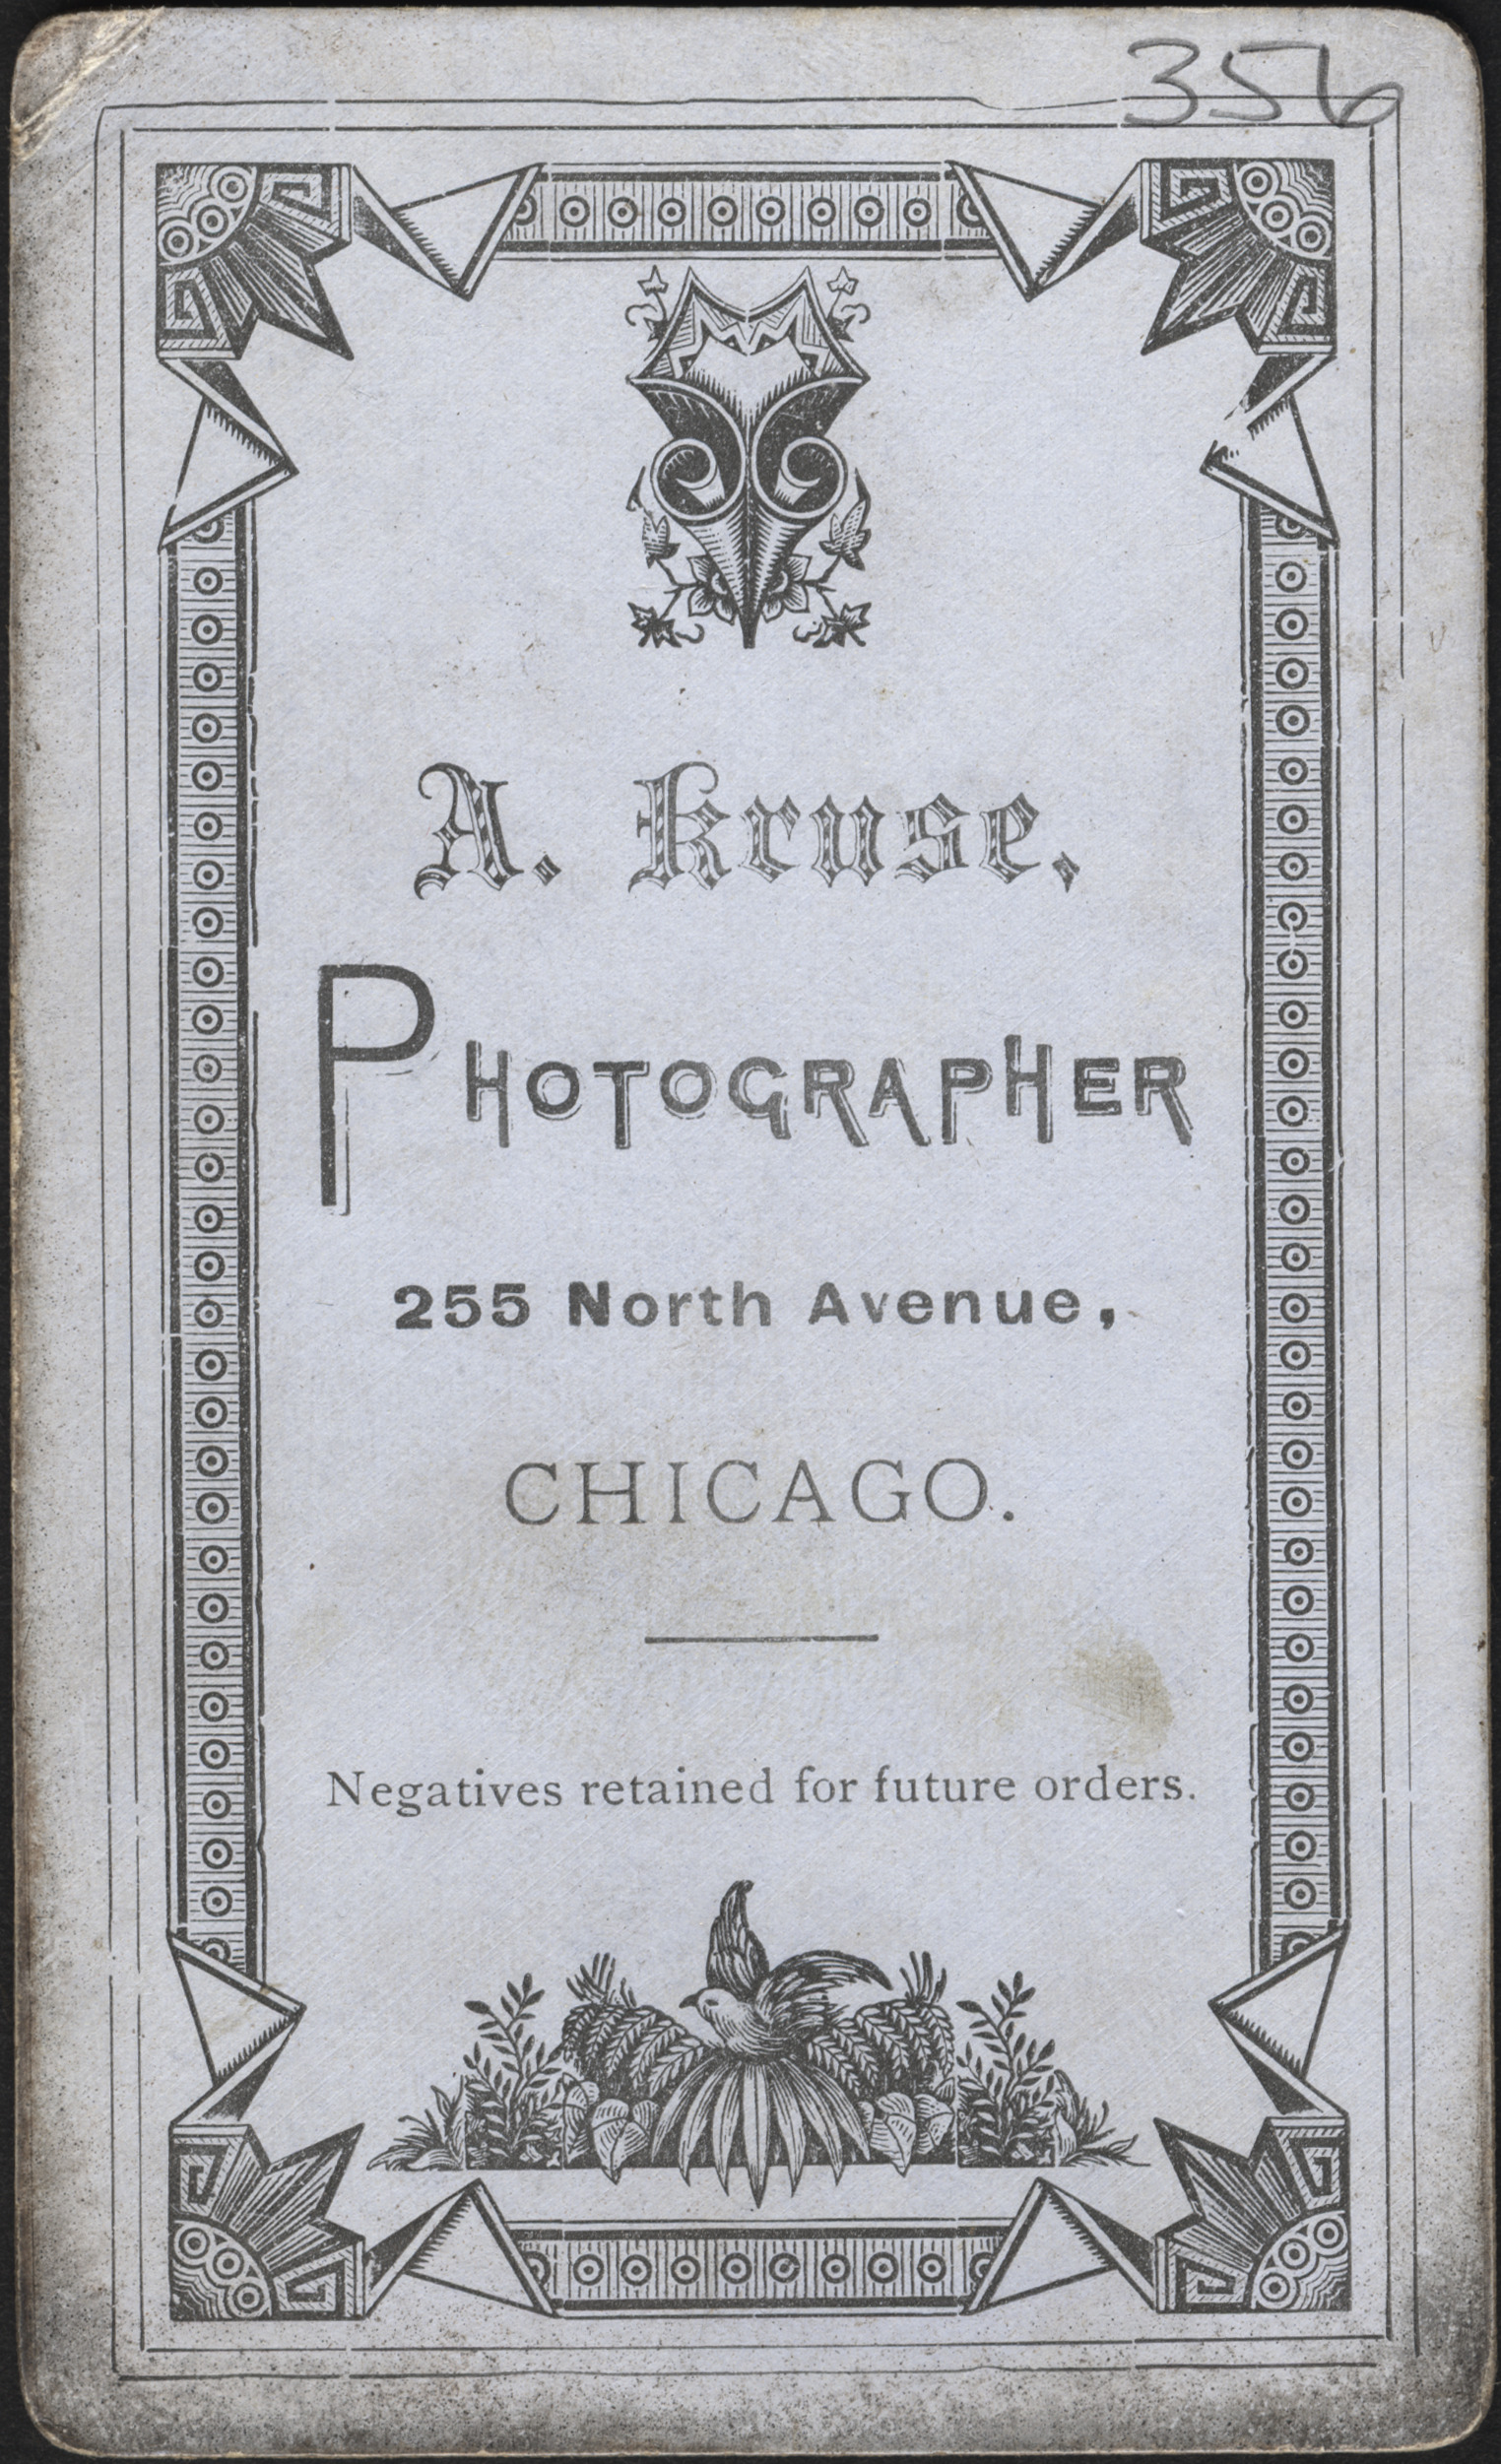 356
A. Kruse,
PHOTOGRAPHER
255 North Avenue,
CHICAGO.
Negatives retained for future orders.